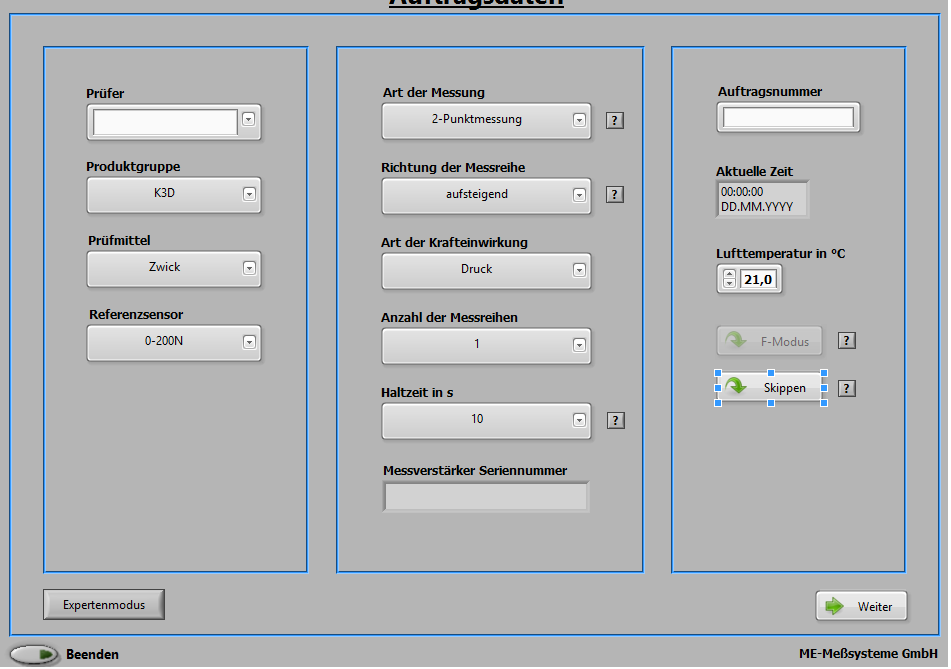 Auftragsdaten
Prüfer
Produktgruppe
K3D
Prüfmittel
Zwick
Referenzsensor
0-200N
Art der Messung
2-Punktmessung
?
Richtung der Messreihe
aufsteigend
?
Art der Krafteinwirkung
Druck
Anzahl der Messreihen
1
Haltzeit in s
10
?
Messverstärker Seriennummer
Auftragsnummer
Aktuelle Zeit
00:00:00
DD.MM.YYYY
Lufttemperatur in °C
21,0
F-Modus
?
Skippen
?
Expertenmodus
Weiter
Beenden
ME-Meßsysteme GmbH